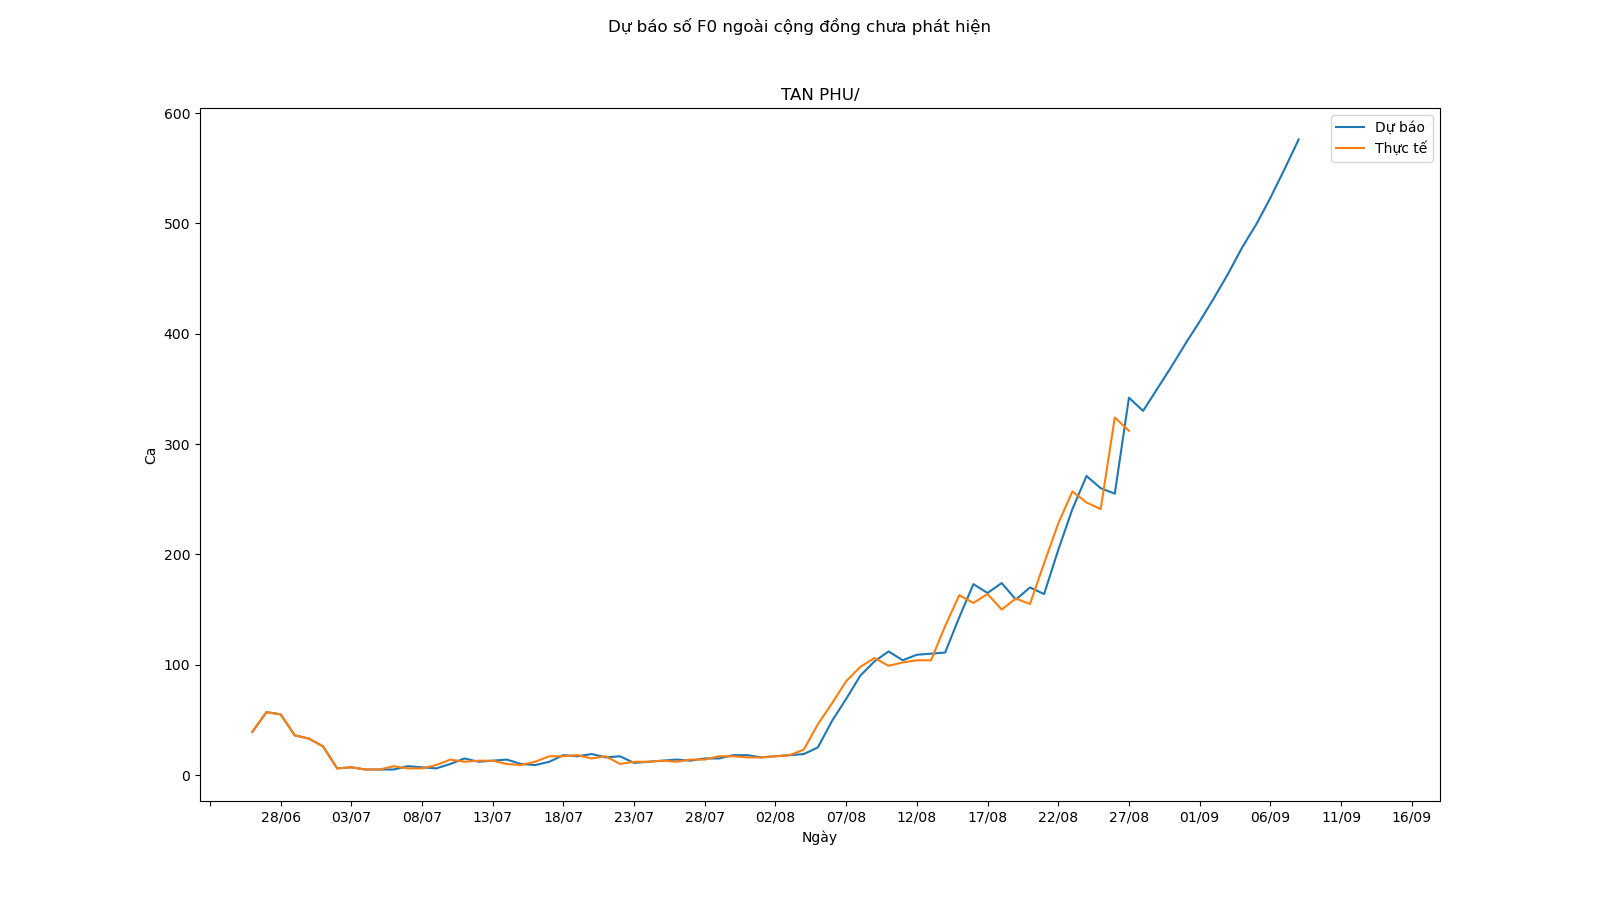 Dự báo số F0 ngoài cộng đồng chưa phát hiện
TAN PHU/
Dự báo
Thực tế
600
500
400
300
200
100
0
Ca
28/06 03/07 08/07 13/07 18/07 23/07 28/07 02/08 07/08 12/08 17/08 22/08 27/08 01/09 06/09 11/09 16/09
Ngày